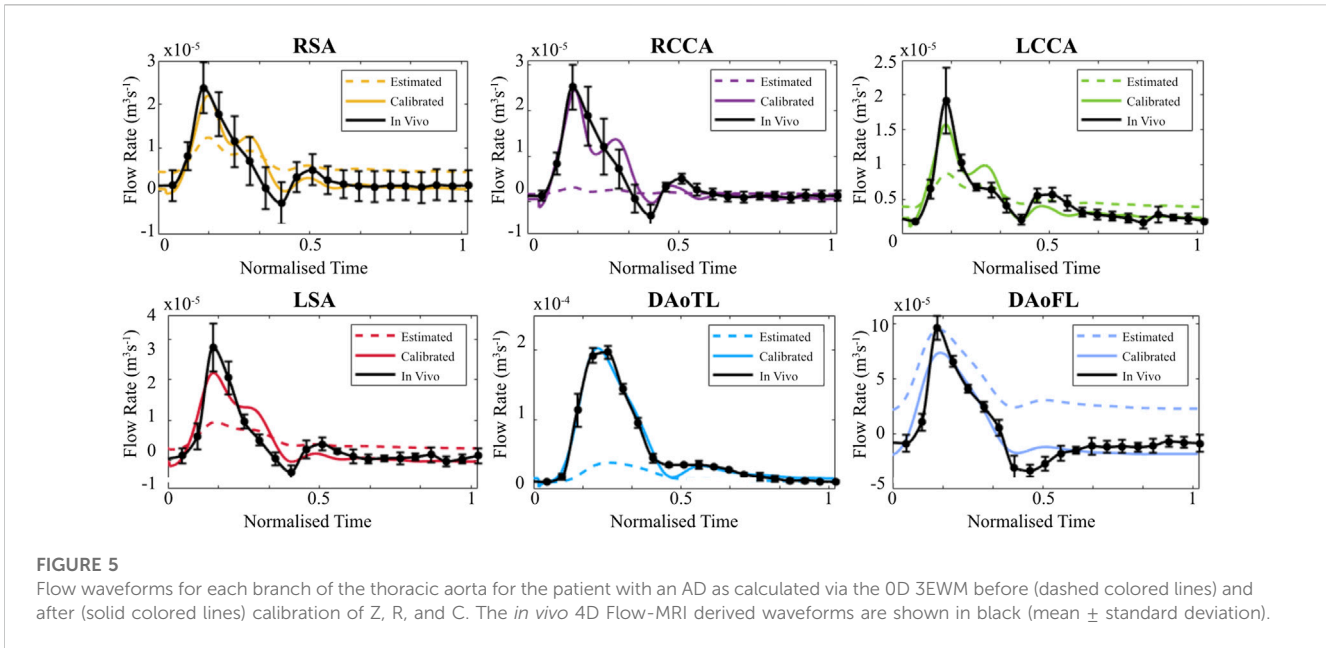 RSA
x10-5
Flow Rate (m3s-1)
3
2
1
0
-1
Estimated
Calibrated
In Vivo
0
0.5
1
Normalised Time
RCCA
x10-5
Flow Rate (m3s-1)
3
2
1
0
-1
Estimated
Calibrated
In Vivo
0
0.5
1
Normalised Time
LCCA
x10-5
Flow Rate (m3s-1)
2.5
2
1.5
1
0.5
0
Estimated
Calibrated
In Vivo
0
0.5
1
Normalised Time
LSA
x10-5
Flow Rate (m3s-1)
4
3
2
1
0
-1
Estimated
Calibrated
In Vivo
0
0.5
1
Normalised Time
DAoTL
x10-4
Flow Rate (m3s-1)
2
1
0
Estimated
Calibrated
In Vivo
0
0.5
1
Normalised Time
DAoFL
x10-5
Flow Rate (m3s-1)
10
5
0
-5
Estimated
Calibrated
In Vivo
0
0.5
1
Normalised Time
FIGURE 5
Flow waveforms for each branch of the thoracic aorta for the patient with an AD as calculated via the 0D 3EWM before (dashed colored lines) and
after (solid colored lines) calibration of Z, R, and C. The in vivo 4D Flow-MRI derived waveforms are shown in black (mean ± standard deviation).